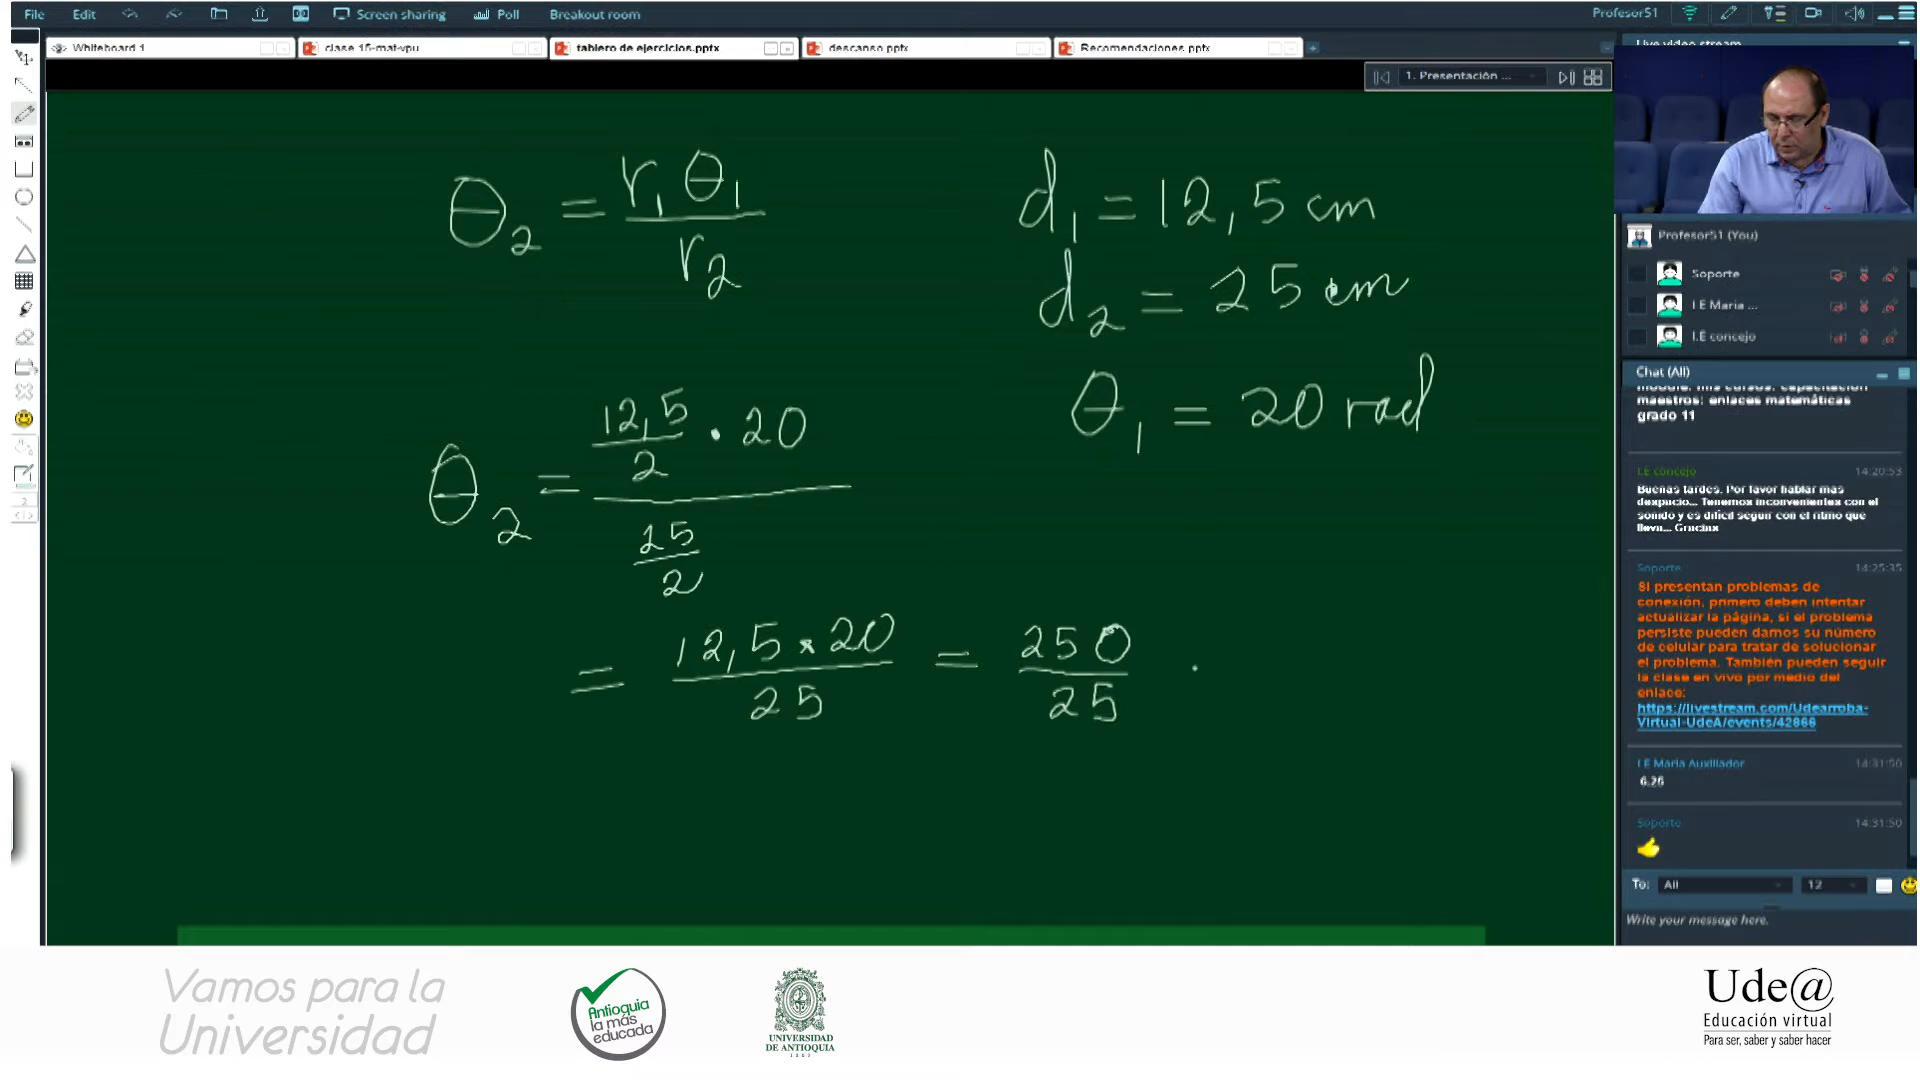 File Edit Screen sharing Poll Breakout room Profesor51
Whiteboard 1 clase 15-mat-vpu tablero de ejercicios.pptx descanso.pptx Recomendaciones.pptx
Live video stream
1. Presentación ...
θ₂ = r₁ θ₁ / r₂
d₁ = 12,5 cm
d₂ = 25 cm
θ₁ = 20 rad
θ₂ = (12,5/2 · 20) / (25/2)
= 12,5 × 20 / 25 = 250 / 25
Profesor51 (You)
Soporte
I E Maria ...
I.E concejo
Chat (All)
module. mis cursos. capacitacion
maestros: enlaces matemáticas
grado 11
I.E concejo 14:20:53
Buenas tardes. Por favor hablar mas
despacio... Tenemos inconvenientes con el
sonido y es dificil seguir con el ritmo que
lleva... Gracias
Soporte 14:25:35
Si presentan problemas de
conexión, primero deben intentar
actualizar la página, si el problema
persiste pueden darnos su número
de celular para tratar de solucionar
el problema. También pueden seguir
la clase en vivo por medio del
enlace:
https://livestream.com/Udearroba-
Virtual-UdeA/events/42866
I E Maria Auxiliador 14:31:50
6.26
Soporte 14:31:50
To: All 12
Write your message here.
Vamos para la
Universidad
Antioquia
la más
educada
UNIVERSIDAD
DE ANTIOQUIA
1803
Ude@
Educación virtual
Para ser, saber y saber hacer